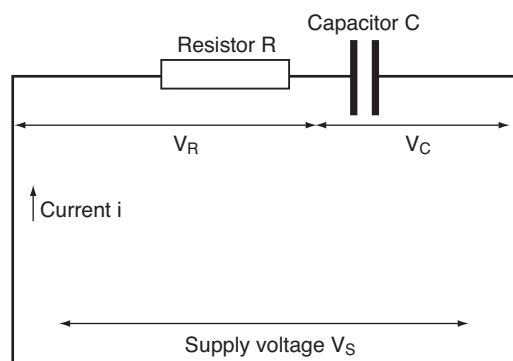 Capacitor C
Resistor R
V_R
V_C
Current i
Supply voltage V_S